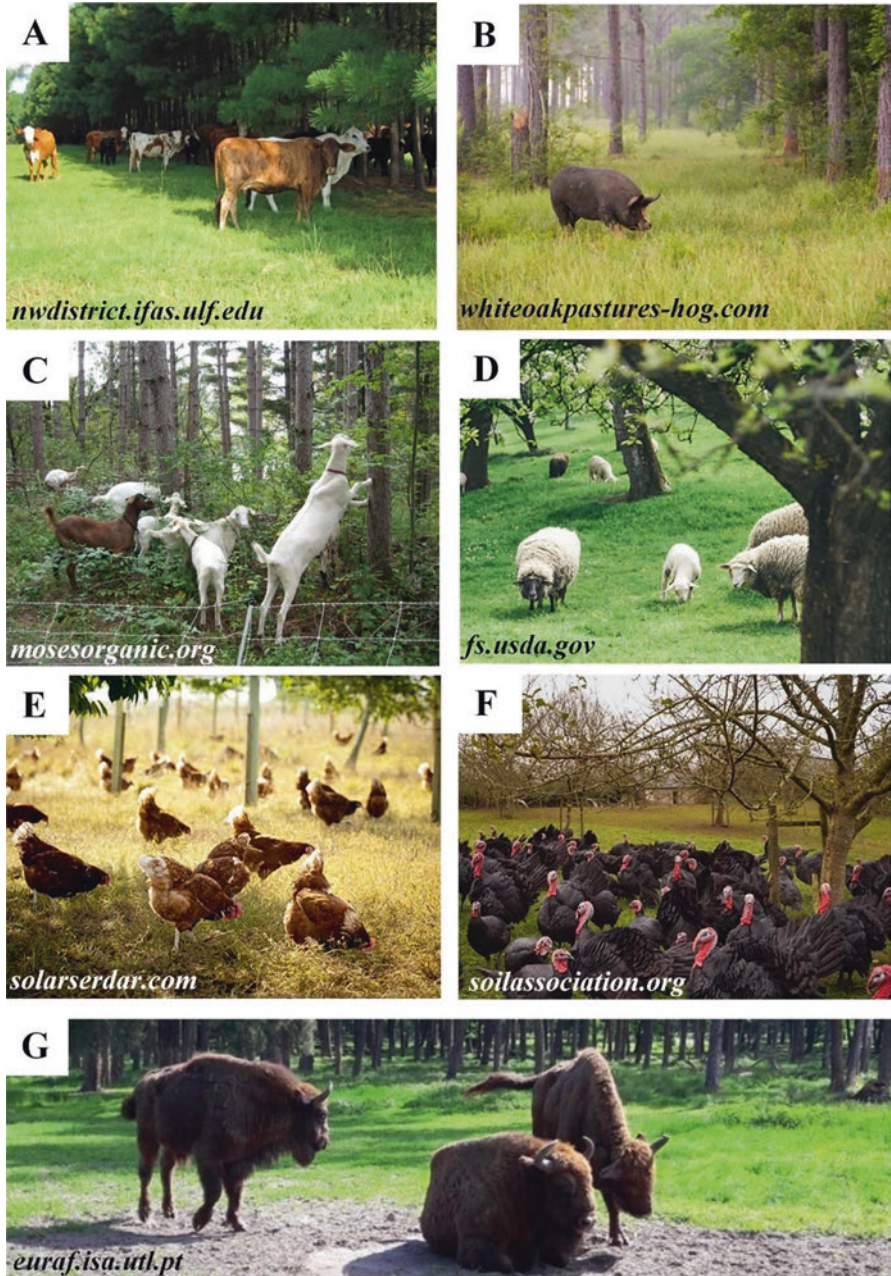 A
B
nwdistrict.ifas.ulf.edu
whiteoakpastures-hog.com
C
D
mosesorganic.org
fs.usda.gov
E
F
solarserdar.com
soilassociation.org
G
euraf.isa.utl.pt